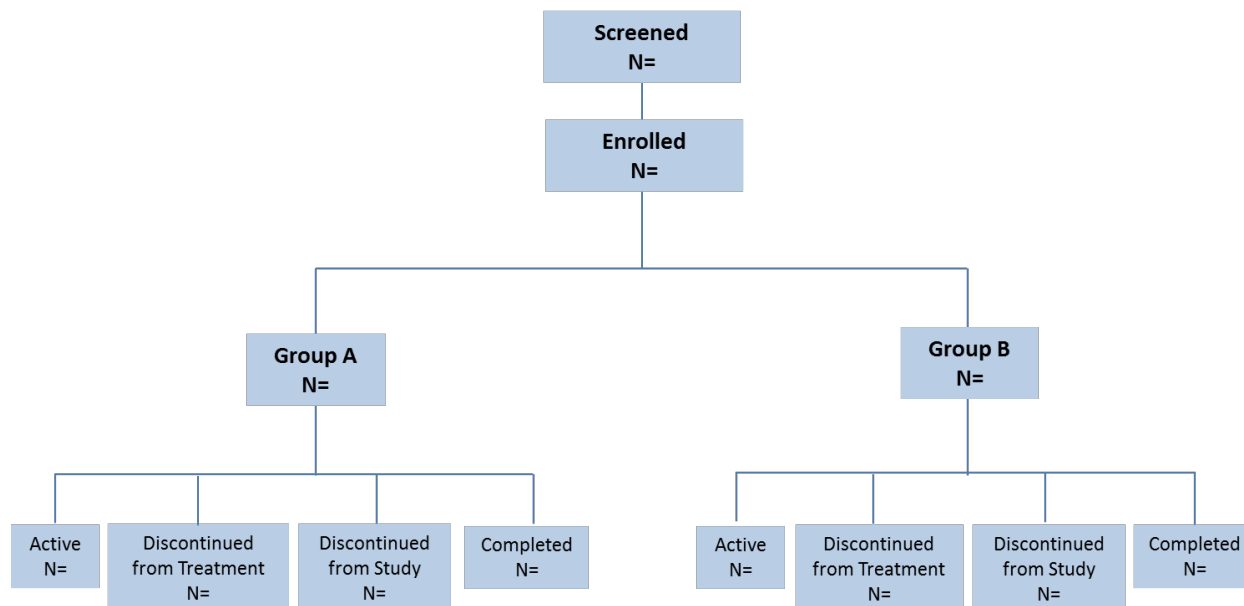 Screened
N=
Enrolled
N=
Group A
N=
Group B
N=
Active
N=
Discontinued
from Treatment
N=
Discontinued
from Study
N=
Completed
N=
Active
N=
Discontinued
from Treatment
N=
Discontinued
from Study
N=
Completed
N=